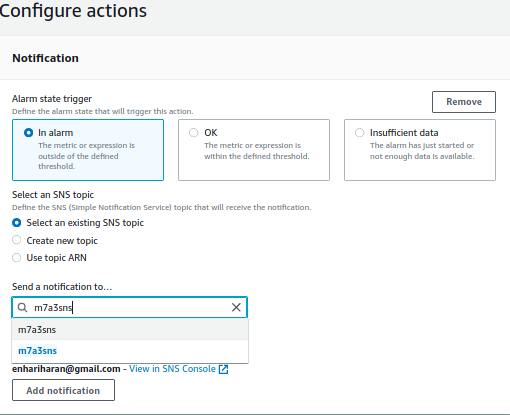 Configure actions
Notification
Alarm state trigger
Define the alarm state that will trigger this action.
Remove
In alarm
The metric or expression is
outside of the defined
threshold.
OK
The metric or expression is
within the defined threshold.
Insufficient data
The alarm has just started or
not enough data is available.
Select an SNS topic
Define the SNS (Simple Notification Service) topic that will receive the notification.
Select an existing SNS topic
Create new topic
Use topic ARN
Send a notification to…
m7a3sns
m7a3sns
m7a3sns
enhariharan@gmail.com - View in SNS Console
Add notification